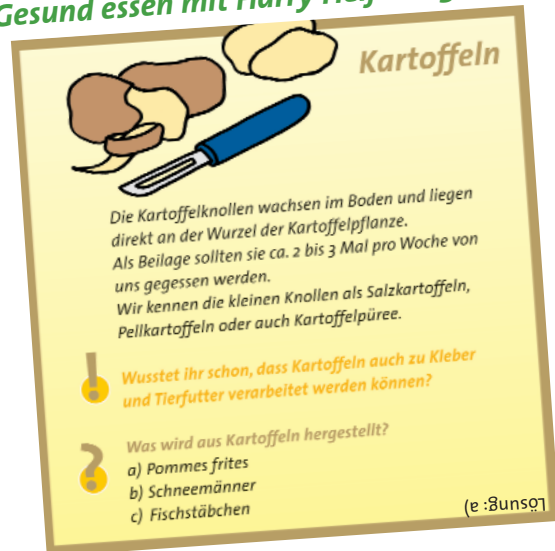 Gesund essen mit
Kartoffeln
Die Kartoffelknollen wachsen im Boden und liegen
direkt an der Wurzel der Kartoffelpflanze.
Als Beilage sollten sie ca. 2 bis 3 Mal pro Woche von
uns gegessen werden.
Wir kennen die kleinen Knollen als Salzkartoffeln,
Pellkartoffeln oder auch Kartoffelpüree.
! Wusstet ihr schon, dass Kartoffeln auch zu Kleber
und Tierfutter verarbeitet werden können?
? Was wird aus Kartoffeln hergestellt?
a) Pommes frites
b) Schneemänner
c) Fischstäbchen
Lösung: a)